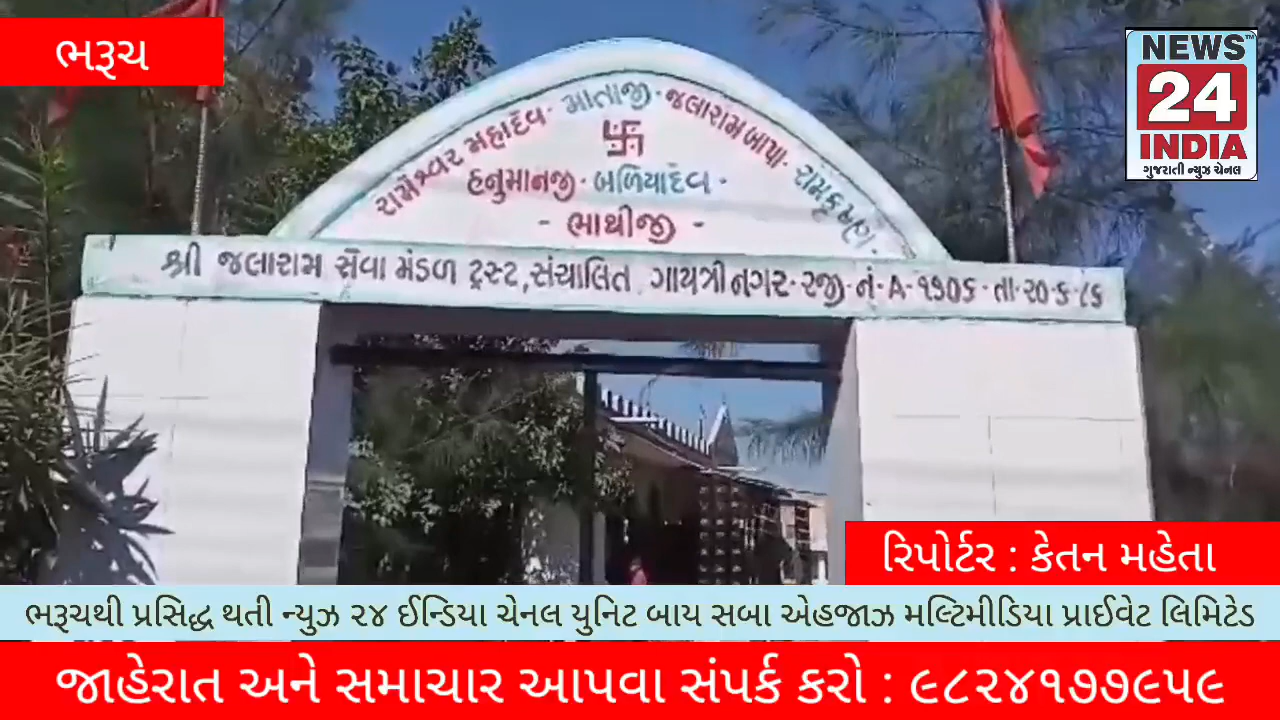 ભરૂચ
NEWS
24
INDIA
ગુજરાતી ન્યુઝ ચેનલ
રામેશ્વર મહાદેવ · માતાજી · જલારામ બાપા · રામકૃષ્ણ ·
હનુમાનજી · બળિયાદેવ ·
- ભાથીજી -
શ્રી જલારામ સેવા મંડળ ટ્રસ્ટ, સંચાલિત ગાયત્રીનગર · રજી · નં · A - ૧૭૦૬ - તા · ૨૦ · ૬ · ૮૬
રિપોર્ટર : કેતન મહેતા
ભરૂચથી પ્રસિદ્ધ થતી ન્યુઝ ૨૪ ઈન્ડિયા ચેનલ યુનિટ બાય સબા એહજાઝ મલ્ટિમીડિયા પ્રાઈવેટ લિમિટેડ
જાહેરાત અને સમાચાર આપવા સંપર્ક કરો : ૯૮૨૪૧૭૭૯૫૯